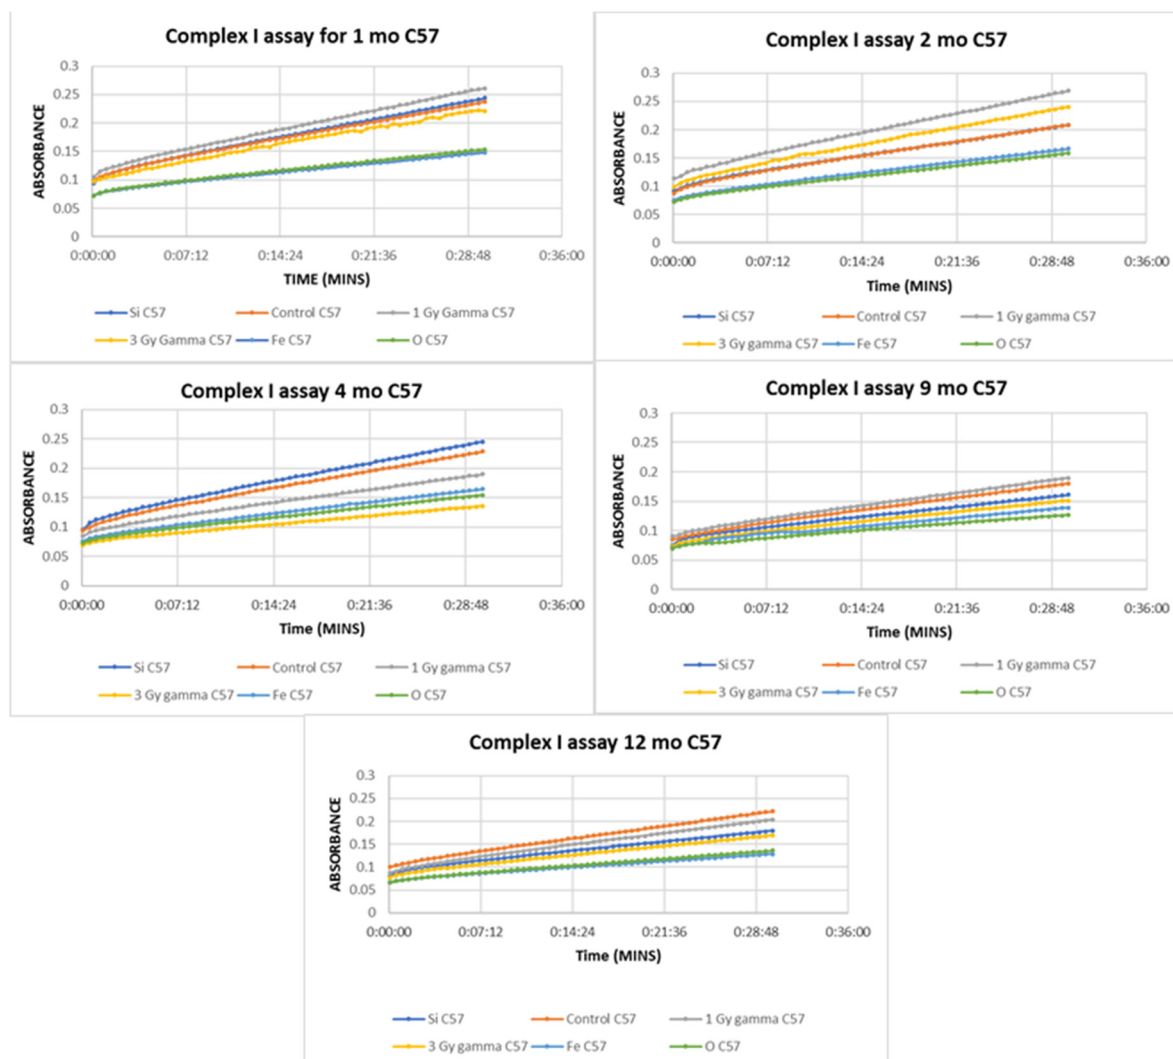 Complex I assay for 1 mo C57
ABSORBANCE
0.3
0.25
0.2
0.15
0.1
0.05
0
0:00:00 0:07:12 0:14:24 0:21:36 0:28:48 0:36:00
TIME (MINS)
Si C57 Control C57 1 Gy Gamma C57
3 Gy Gamma C57 Fe C57 O C57
Complex I assay 2 mo C57
ABSORBANCE
0.3
0.25
0.2
0.15
0.1
0.05
0
0:00:00 0:07:12 0:14:24 0:21:36 0:28:48 0:36:00
Time (MINS)
Si C57 Control C57 1 Gy gamma C57
3 Gy gamma C57 Fe C57 O C57
Complex I assay 4 mo C57
ABSORBANCE
0.3
0.25
0.2
0.15
0.1
0.05
0
0:00:00 0:07:12 0:14:24 0:21:36 0:28:48 0:36:00
Time (MINS)
Si C57 Control C57 1 Gy gamma C57
3 Gy gamma C57 Fe C57 O C57
Complex I assay 9 mo C57
ABSORBANCE
0.3
0.25
0.2
0.15
0.1
0.05
0
0:00:00 0:07:12 0:14:24 0:21:36 0:28:48 0:36:00
Time (MINS)
Si C57 Control C57 1 Gy gamma C57
3 Gy gamma C57 Fe C57 O C57
Complex I assay 12 mo C57
ABSORBANCE
0.3
0.25
0.2
0.15
0.1
0.05
0
0:00:00 0:07:12 0:14:24 0:21:36 0:28:48 0:36:00
Time (MINS)
Si C57 Control C57 1 Gy gamma C57
3 Gy gamma C57 Fe C57 O C57